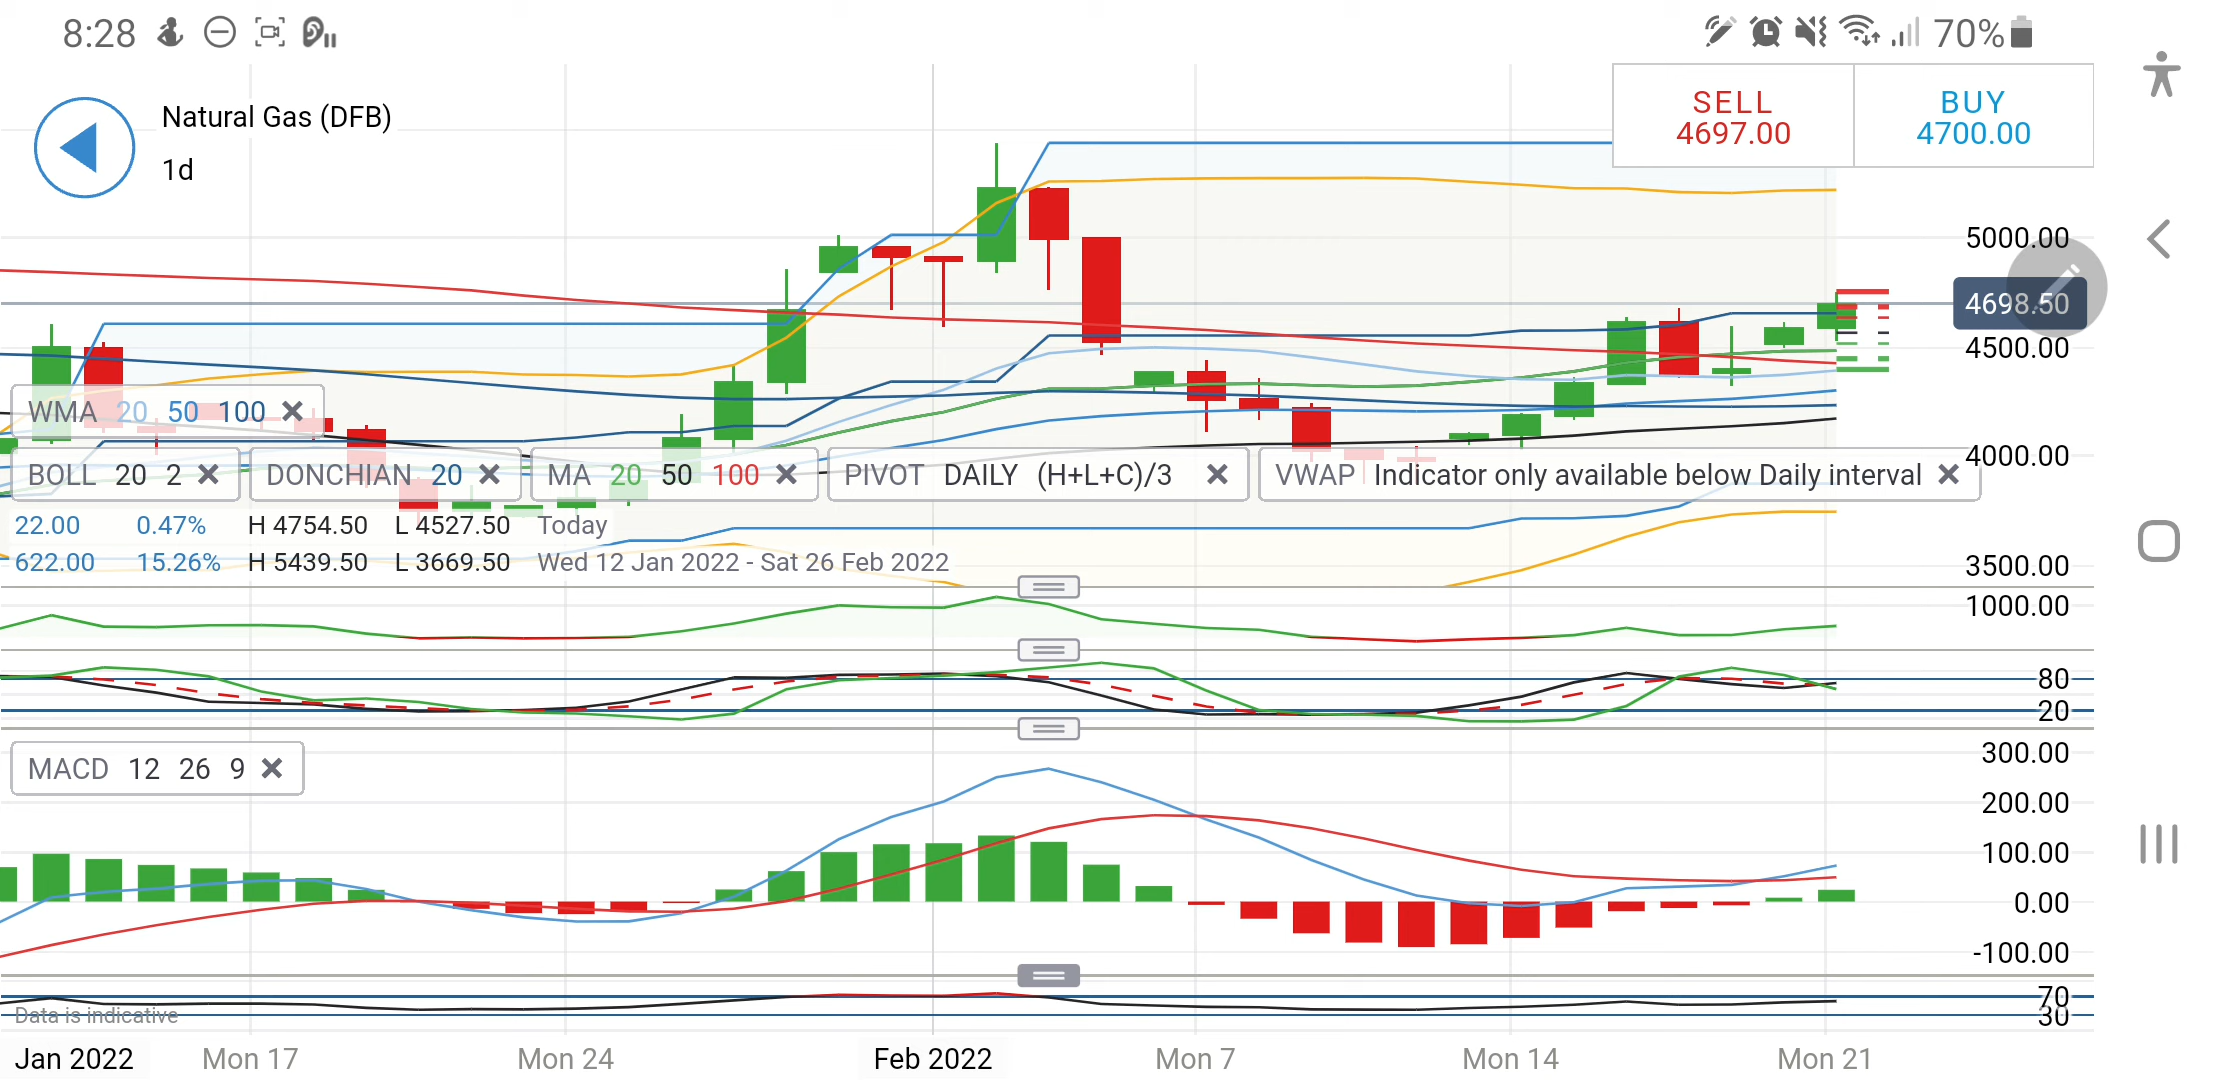 8:28
70%
Natural Gas (DFB)
1d
SELL
4697.00
BUY
4700.00
5000.00
4698.50
4500.00
4000.00
3500.00
WMA 20 50 100
BOLL 20 2
DONCHIAN 20
MA 20 50 100
PIVOT DAILY (H+L+C)/3
VWAP Indicator only available below Daily interval
22.00 0.47% H 4754.50 L 4527.50 Today
622.00 15.26% H 5439.50 L 3669.50 Wed 12 Jan 2022 - Sat 26 Feb 2022
1000.00
80
20
MACD 12 26 9
300.00
200.00
100.00
0.00
-100.00
70
30
Data is indicative
Jan 2022 Mon 17 Mon 24 Feb 2022 Mon 7 Mon 14 Mon 21